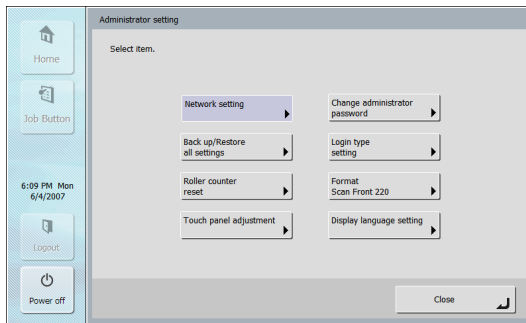 Administrator setting
Select item.
Home
Job Button
6:09 PM Mon
6/4/2007
Logout
Power off
Network setting
Change administrator
password
Back up/Restore
all settings
Login type
setting
Roller counter
reset
Format
Scan Front 220
Touch panel adjustment
Display language setting
Close